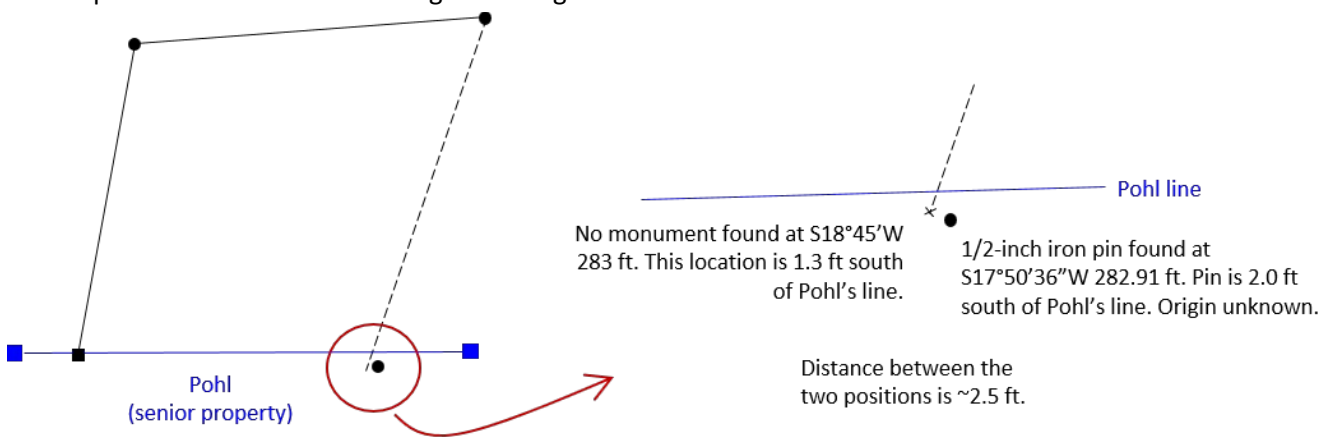 Pohl
(senior property)
Pohl line
No monument found at S18°45’W
283 ft. This location is 1.3 ft south
of Pohl’s line.
1/2-inch iron pin found at
S17°50’36”W 282.91 ft. Pin is 2.0 ft
south of Pohl’s line. Origin unknown.
Distance between the
two positions is ~2.5 ft.